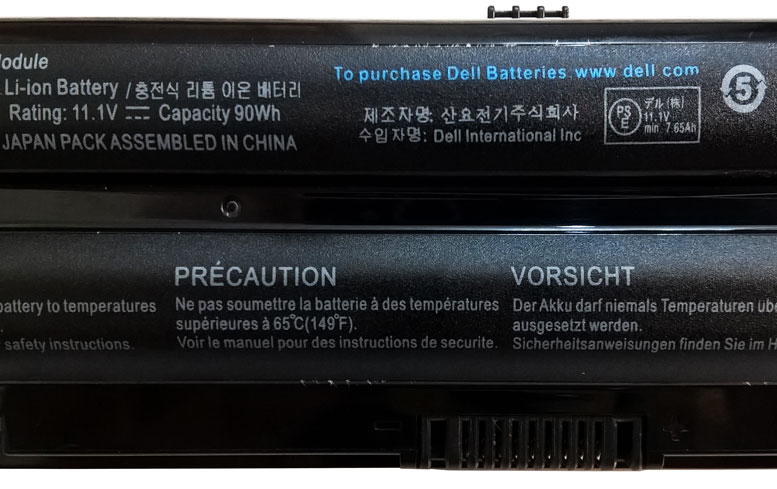 Module
Li-ion Battery /충전식 리튬 이온 배터리
Rating: 11.1V ⎓ Capacity 90Wh
JAPAN PACK ASSEMBLED IN CHINA
To purchase Dell Batteries www dell com
제조자명: 산요전기주식회사
수입자명: Dell International Inc
PS
E
デル (株)
11.1V
min 7.65Ah
5
battery to temperatures
safety instructions.
PRÉCAUTION
Ne pas soumettre la batterie à des températures
supérieures à 65℃(149℉).
Voir le manuel pour des instructions de securite.
VORSICHT
Der Akku darf niemals Temperaturen übe
ausgesetzt werden.
Sicherheitsanweisungen finden Sie im H
- +